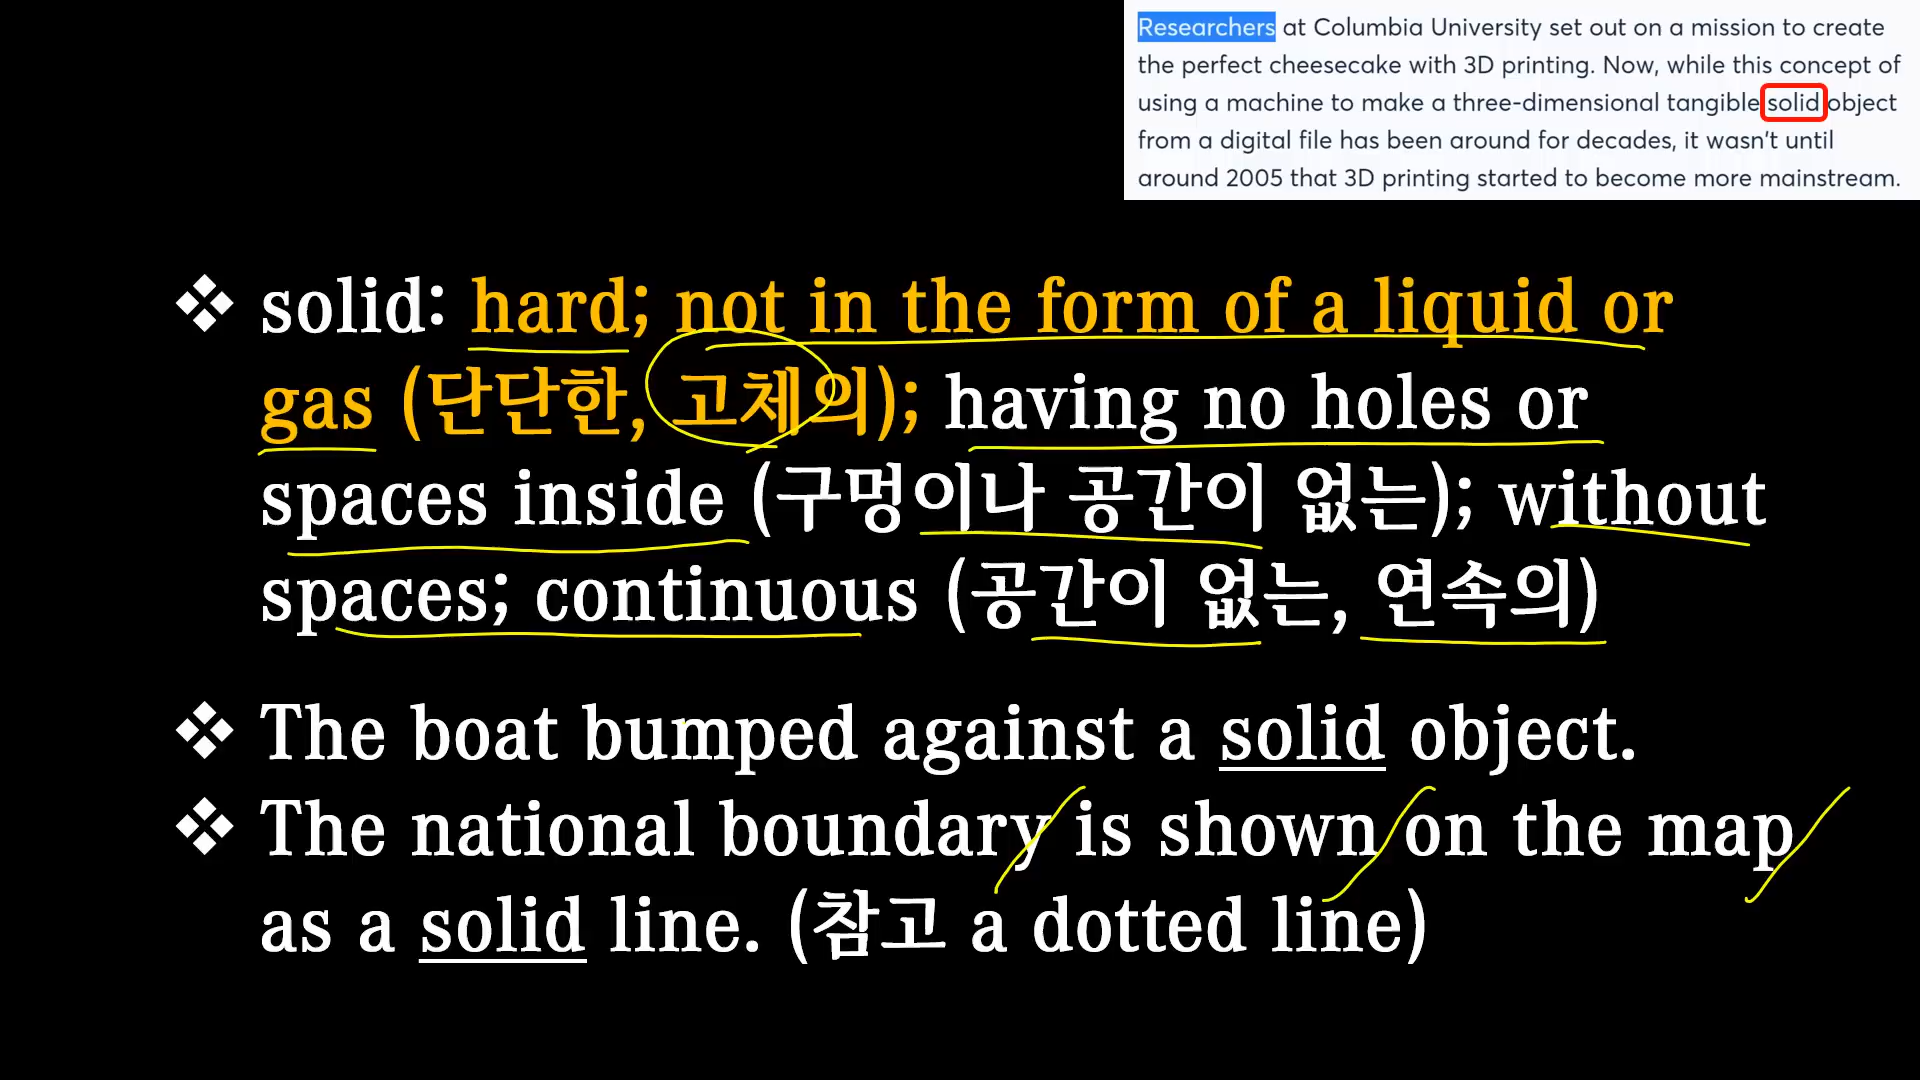 Researchers at Columbia University set out on a mission to create
the perfect cheesecake with 3D printing. Now, while this concept of
using a machine to make a three-dimensional tangible solid object
from a digital file has been around for decades, it wasn't until
around 2005 that 3D printing started to become more mainstream.
❖ solid: hard; not in the form of a liquid or
gas (단단한, 고체의); having no holes or
spaces inside (구멍이나 공간이 없는); without
spaces; continuous (공간이 없는, 연속의)
❖ The boat bumped against a solid object.
❖ The national boundary is shown on the map
as a solid line. (참고 a dotted line)